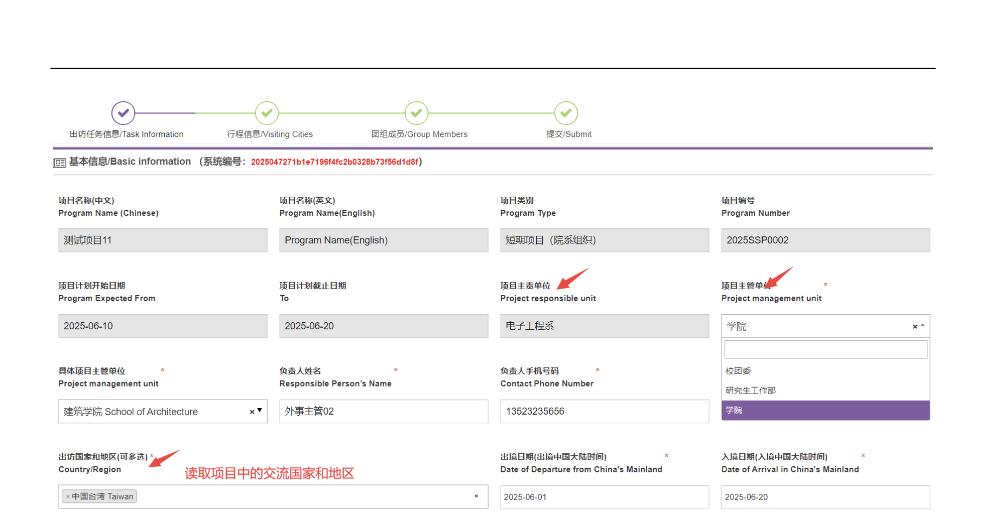 出访任务信息/Task Information
行程信息/Visiting Cities
团组成员/Group Members
提交/Submit
基本信息/Basic information （系统编号：2025047271b1e7196f4fc2b0328b73f56d1d8f）
项目名称(中文)
Program Name (Chinese)
测试项目11
项目名称(英文)
Program Name(English)
Program Name(English)
项目类别
Program Type
短期项目（院系组织）
项目编号
Program Number
2025SSP0002
项目计划开始日期
Program Expected From
2025-06-10
项目计划截止日期
To
2025-06-20
项目主责单位
Project responsible unit
电子工程系
项目主管单位 *
Project management unit
学院 × 
校团委
研究生工作部
学院
具体项目主管单位 *
Project management unit
建筑学院 School of Architecture ×
负责人姓名 *
Responsible Person's Name
外事主管02
负责人手机号码 *
Contact Phone Number
13523235656
出访国家和地区(可多选) *
Country/Region
读取项目中的交流国家和地区
×中国台湾 Taiwan ×
出境日期(出境中国大陆时间) *
Date of Departure from China's Mainland
2025-06-01
入境日期(入境中国大陆时间) *
Date of Arrival in China's Mainland
2025-06-20